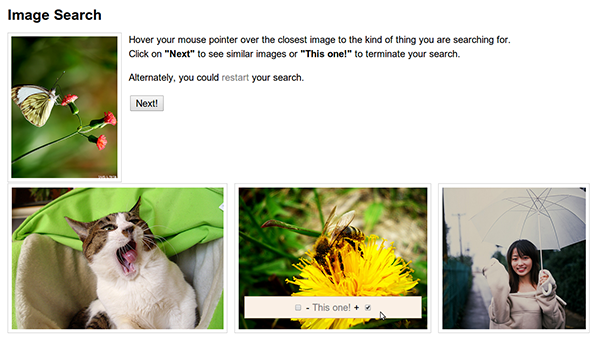 Image Search
Hover your mouse pointer over the closest image to the kind of thing you are searching for.
Click on "Next" to see similar images or "This one!" to terminate your search.
Alternately, you could restart your search.
Next!
- This one! +